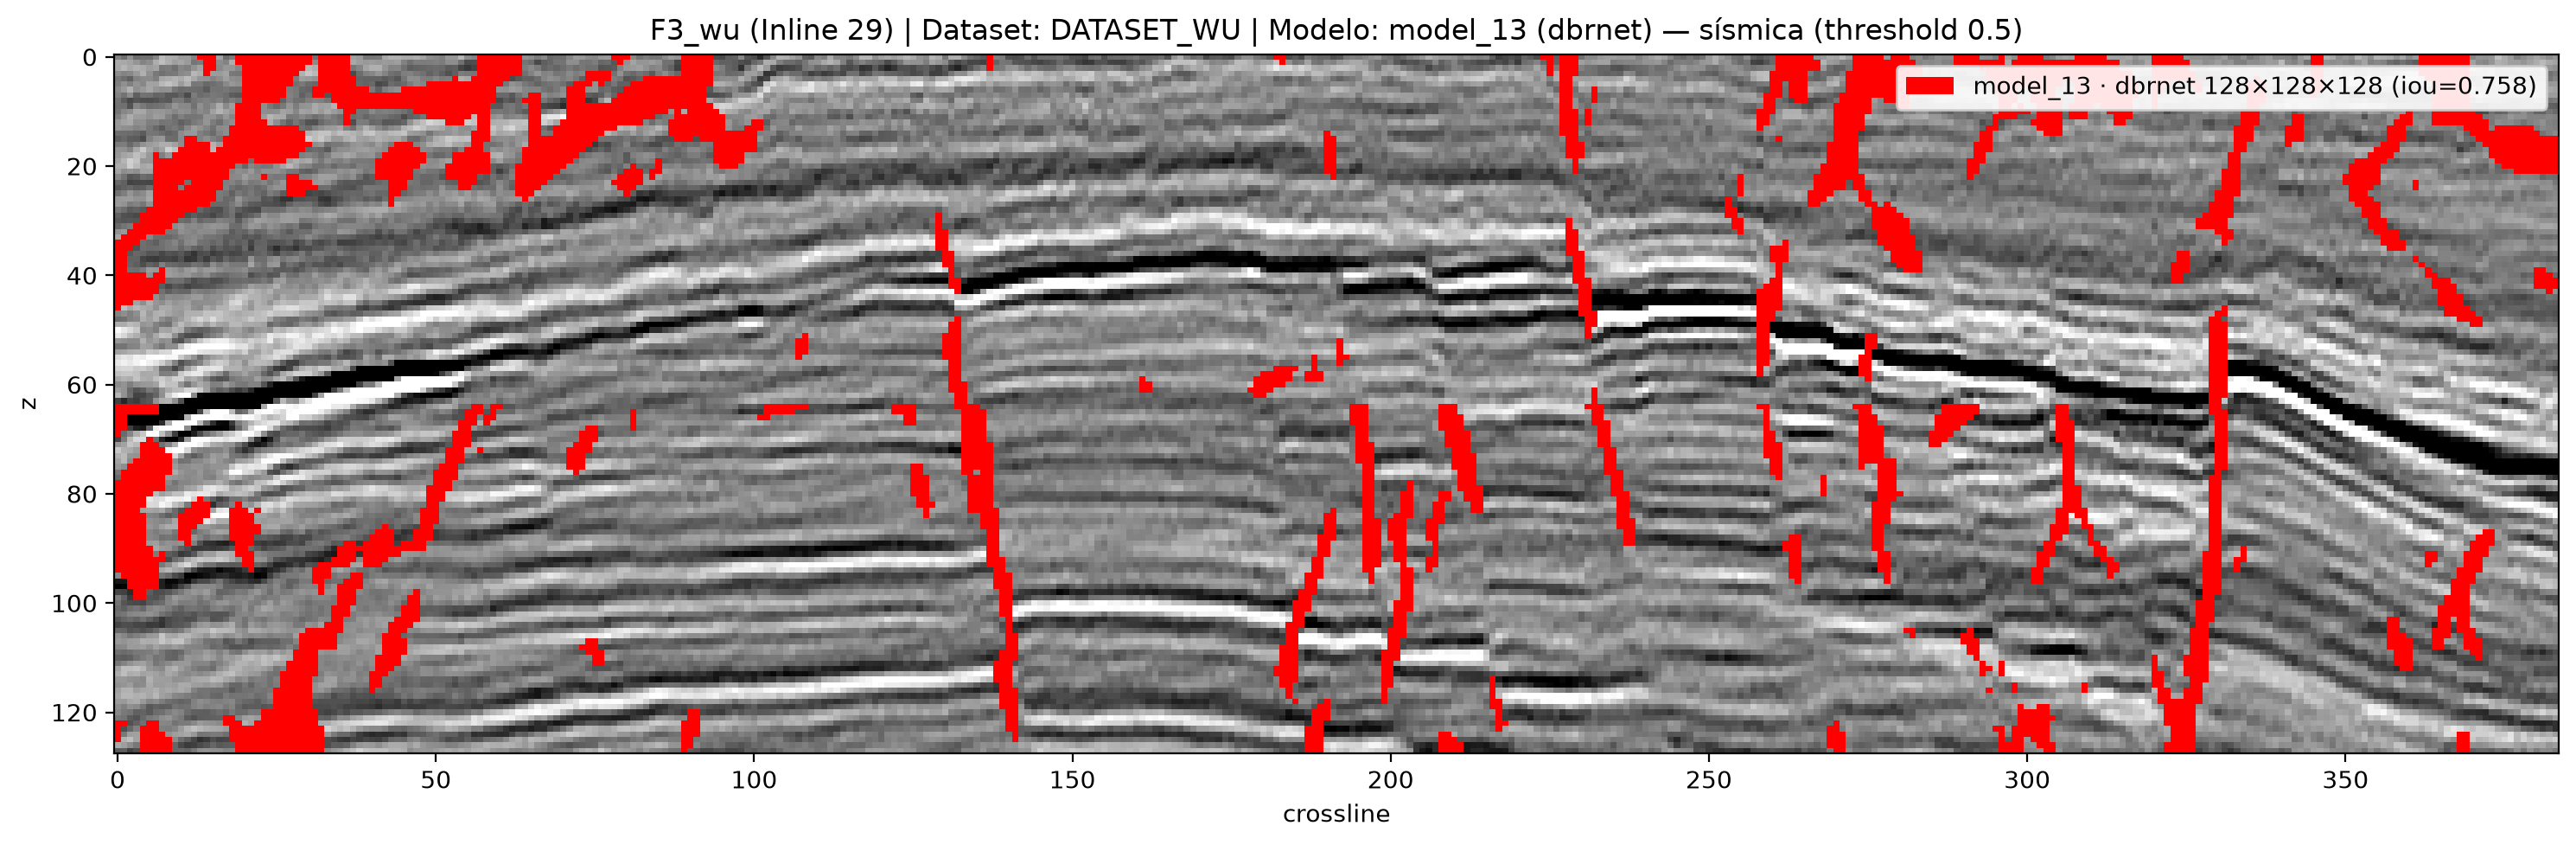 F3_wu (Inline 29) | Dataset: DATASET_WU | Modelo: model_13 (dbrnet) — sísmica (threshold 0.5)
model_13 · dbrnet 128×128×128 (iou=0.758)
0
20
40
60
80
100
120
z
0 50 100 150 200 250 300 350
crossline